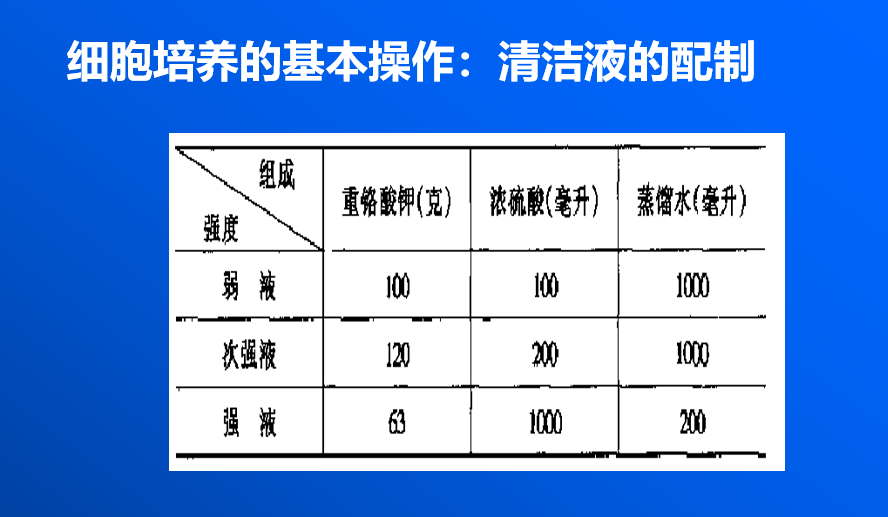 细胞培养的基本操作：清洁液的配制
组成
强度
重铬酸钾(克) 浓硫酸(毫升) 蒸馏水(毫升)
弱 液 100 100 1000
次强液 120 200 1000
强 液 63 1000 200